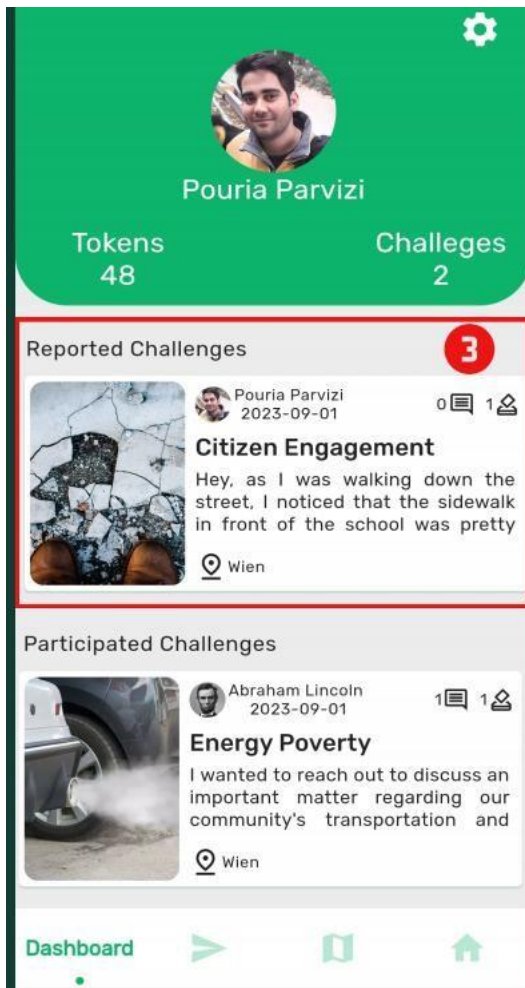 Pouria Parvizi
Tokens
48
Challeges
2
Reported Challenges
3
Pouria Parvizi
2023-09-01
0
1
Citizen Engagement
Hey, as I was walking down the
street, I noticed that the sidewalk
in front of the school was pretty
Wien
Participated Challenges
Abraham Lincoln
2023-09-01
1
1
Energy Poverty
I wanted to reach out to discuss an
important matter regarding our
community's transportation and
Wien
Dashboard